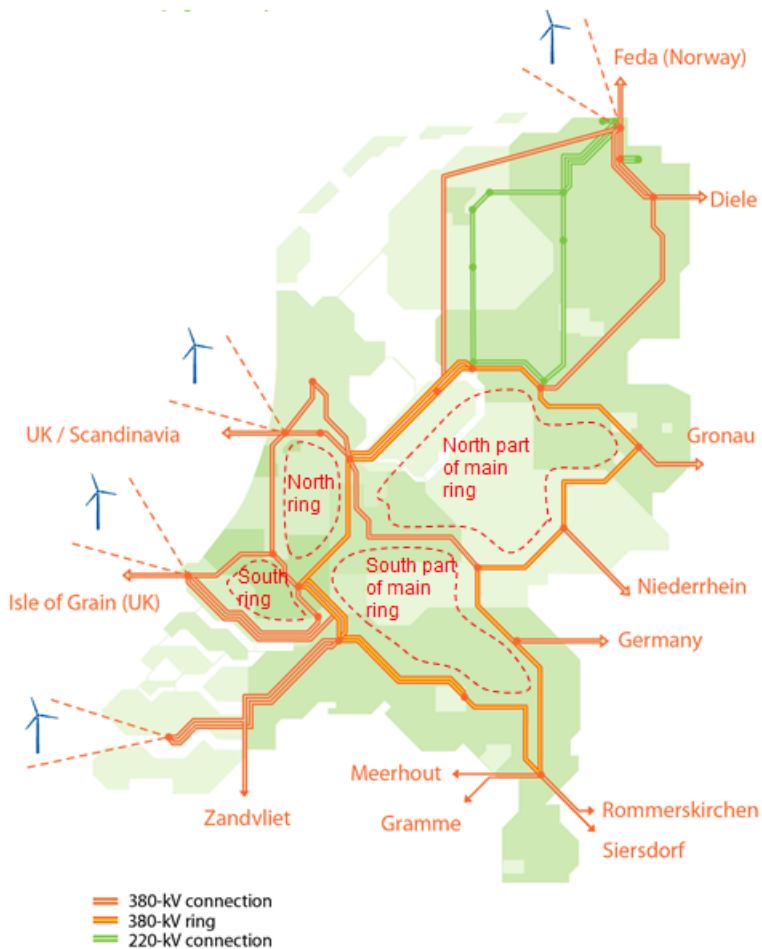 Feda (Norway)
Diele
UK / Scandinavia
North part
of main
ring
Gronau
North
ring
Isle of Grain (UK)
South
ring
South part
of main
ring
Niederrhein
Germany
Meerhout
Zandvliet
Gramme
Rommerskirchen
Siersdorf
380-kV connection
380-kV ring
220-kV connection